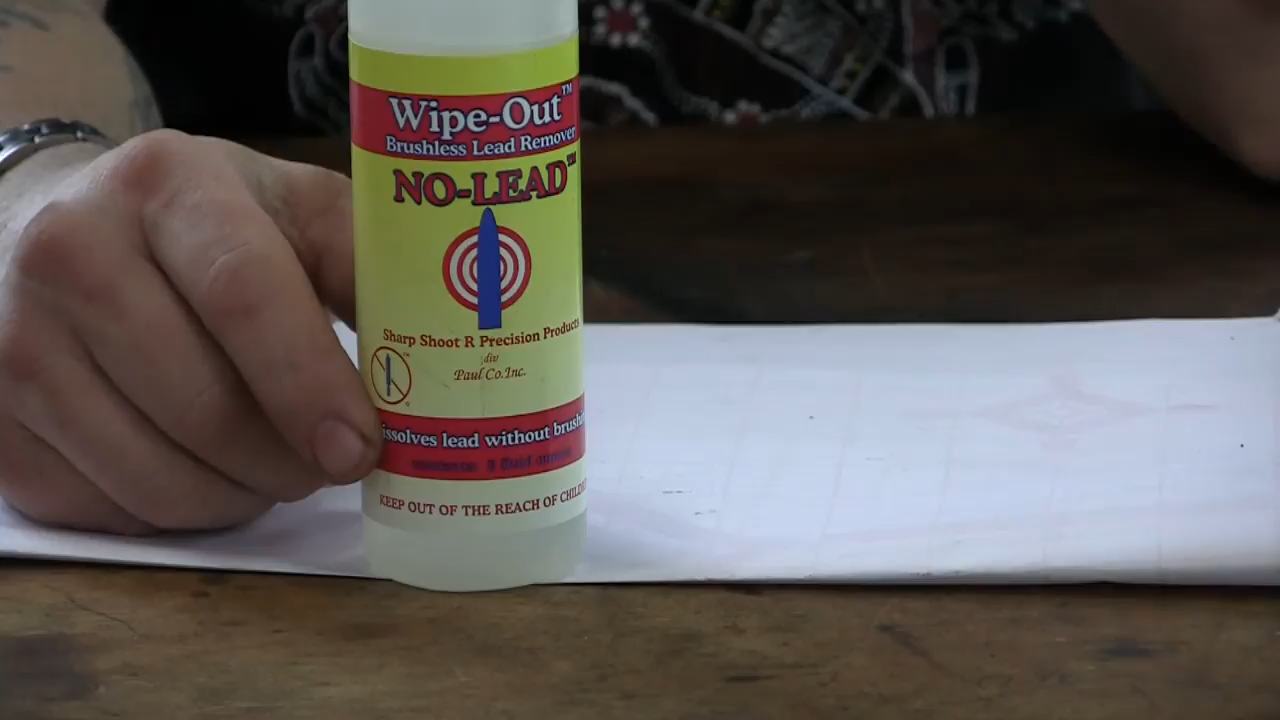 Wipe-Out™
Brushless Lead Remover
NO-LEAD™
Sharp Shoot R Precision Products
div
Paul Co. Inc.
issolves lead without brushi
KEEP OUT OF THE REACH OF CHILD